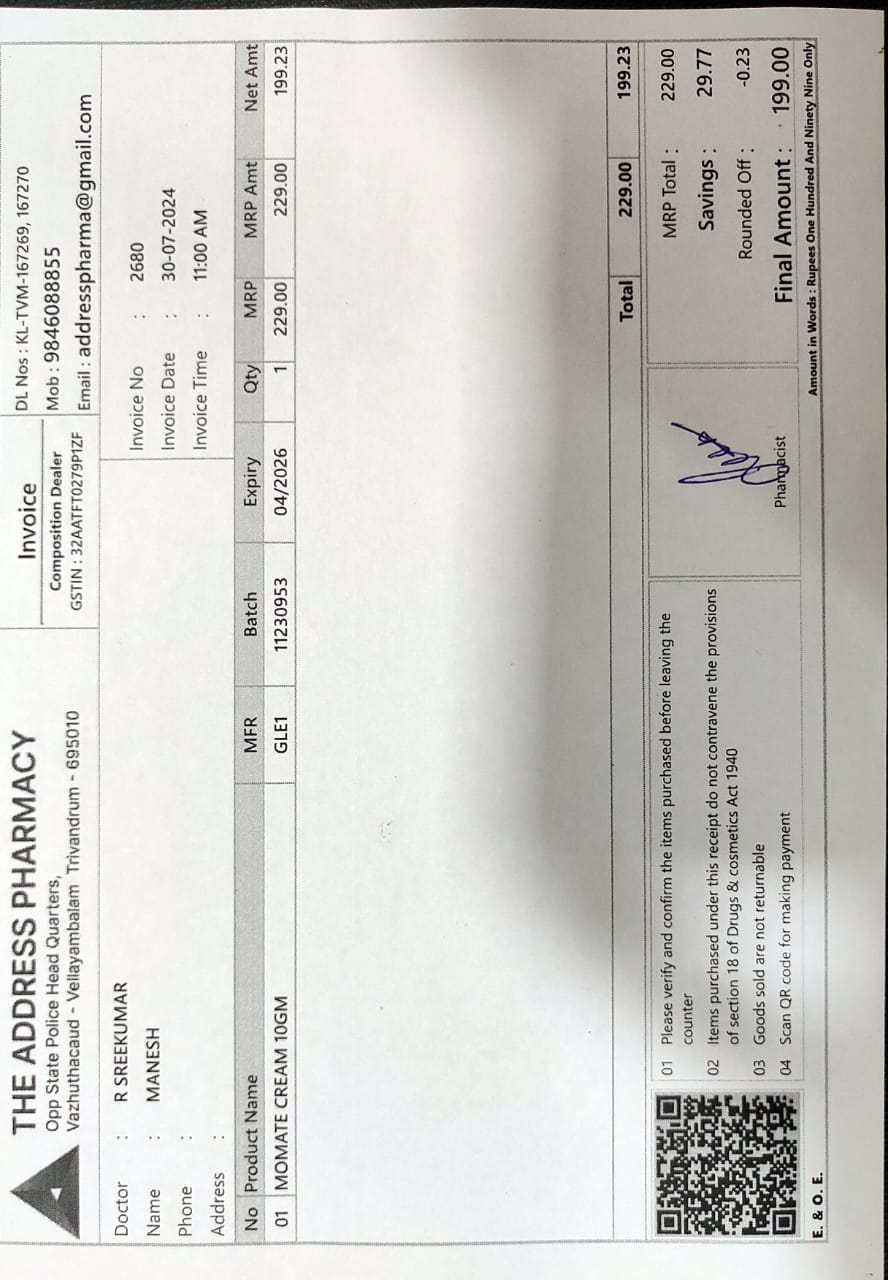 THE ADDRESS PHARMACY
Opp State Police Head Quarters,
Vazhuthacaud - Vellayambalam Trivandrum - 695010
Invoice
Composition Dealer
GSTIN : 32AATFT0279P1ZF
DL Nos : KL-TVM-167269, 167270
Mob : 9846088855
Email : addresspharma@gmail.com
Doctor : R SREEKUMAR
Name : MANESH
Phone :
Address :
Invoice No : 2680
Invoice Date : 30-07-2024
Invoice Time : 11:00 AM
No Product Name MFR Batch Expiry Qty MRP MRP Amt Net Amt
01 MOMATE CREAM 10GM GLE1 11230953 04/2026 1 229.00 229.00 199.23
Total 229.00 199.23
01 Please verify and confirm the items purchased before leaving the
counter
02 Items purchased under this receipt do not contravene the provisions
of section 18 of Drugs & cosmetics Act 1940
03 Goods sold are not returnable
04 Scan QR code for making payment
Pharmacist
MRP Total : 229.00
Savings : 29.77
Rounded Off : -0.23
Final Amount : 199.00
E. & O. E.
Amount in Words : Rupees One Hundred And Ninety Nine Only